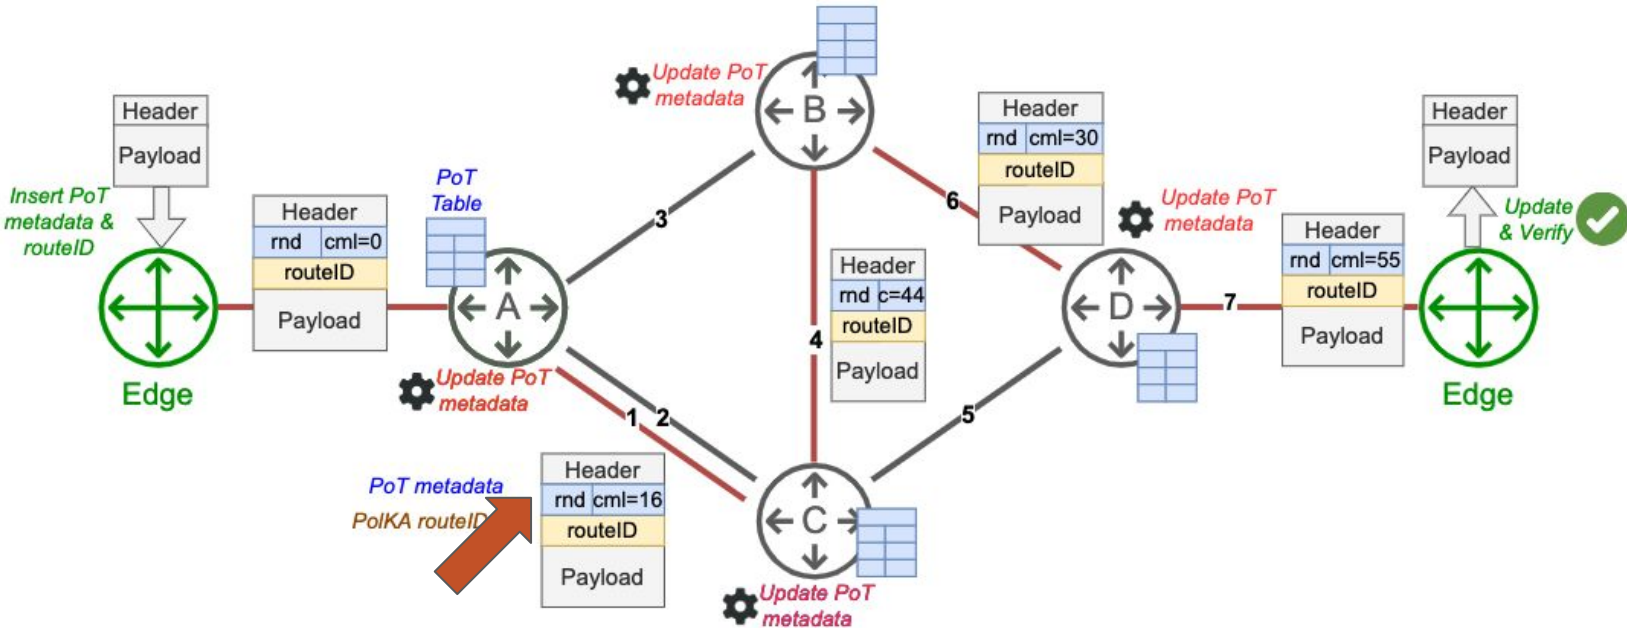 Header
Payload
Insert PoT
metadata &
routeID
Edge
Header
rnd cml=0
routeID
Payload
PoT
Table
A
Update PoT
metadata
3
1
2
PoT metadata
PolKA routeID
Header
rnd cml=16
routeID
Payload
Update PoT
metadata
B
4
Header
rnd c=44
routeID
Payload
C
Update PoT
metadata
5
6
Header
rnd cml=30
routeID
Payload
Update PoT
metadata
D
7
Header
rnd cml=55
routeID
Payload
Header
Payload
Update
& Verify
Edge